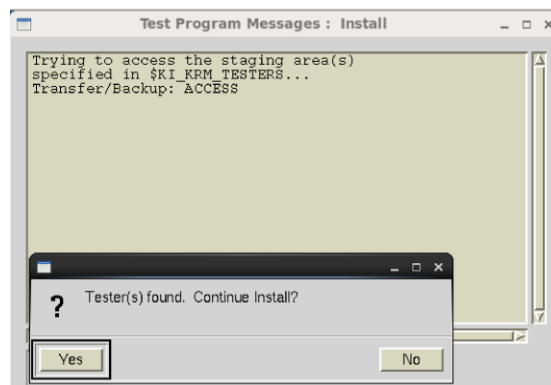 Test Program Messages : Install
Trying to access the staging area(s)
specified in $KI_KRM_TESTERS...
Transfer/Backup: ACCESS
? Tester(s) found. Continue Install?
Yes No